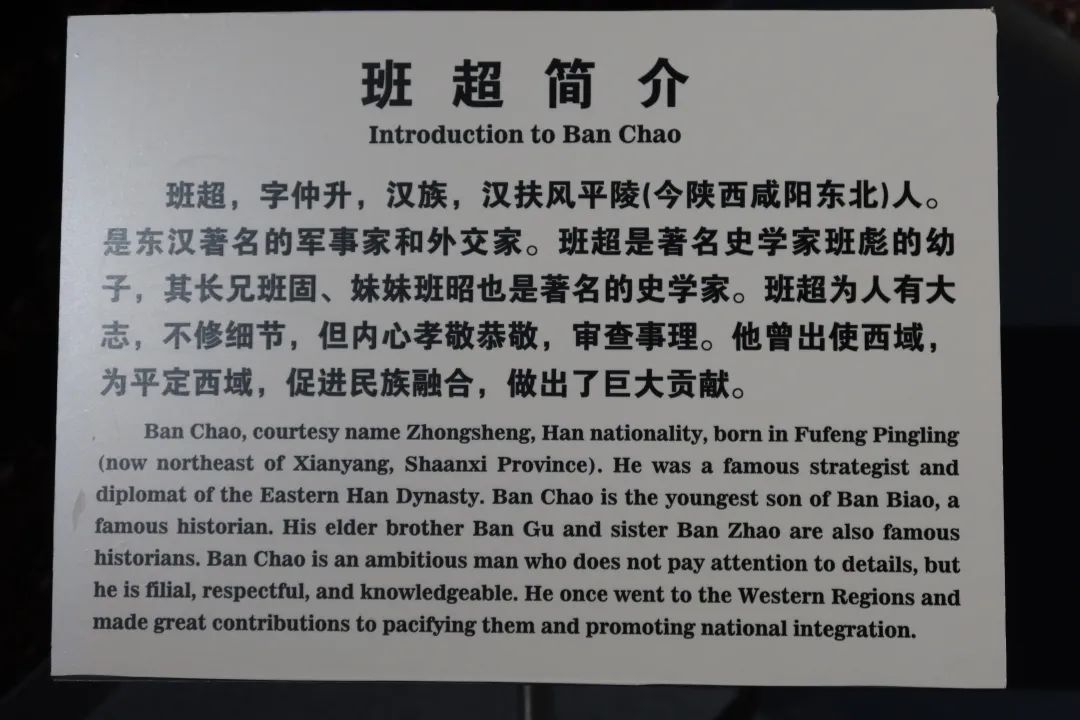 班超简介
Introduction to Ban Chao
班超，字仲升，汉族，汉扶风平陵(今陕西咸阳东北)人。
是东汉著名的军事家和外交家。班超是著名史学家班彪的幼
子，其长兄班固、妹妹班昭也是著名的史学家。班超为人有大
志，不修细节，但内心孝敬恭敬，审查事理。他曾出使西域，
为平定西域，促进民族融合，做出了巨大贡献。
Ban Chao, courtesy name Zhongsheng, Han nationality, born in Fufeng Pingling
(now northeast of Xianyang, Shaanxi Province). He was a famous strategist and
diplomat of the Eastern Han Dynasty. Ban Chao is the youngest son of Ban Biao, a
famous historian. His elder brother Ban Gu and sister Ban Zhao are also famous
historians. Ban Chao is an ambitious man who does not pay attention to details, but
he is filial, respectful, and knowledgeable. He once went to the Western Regions and
made great contributions to pacifying them and promoting national integration.